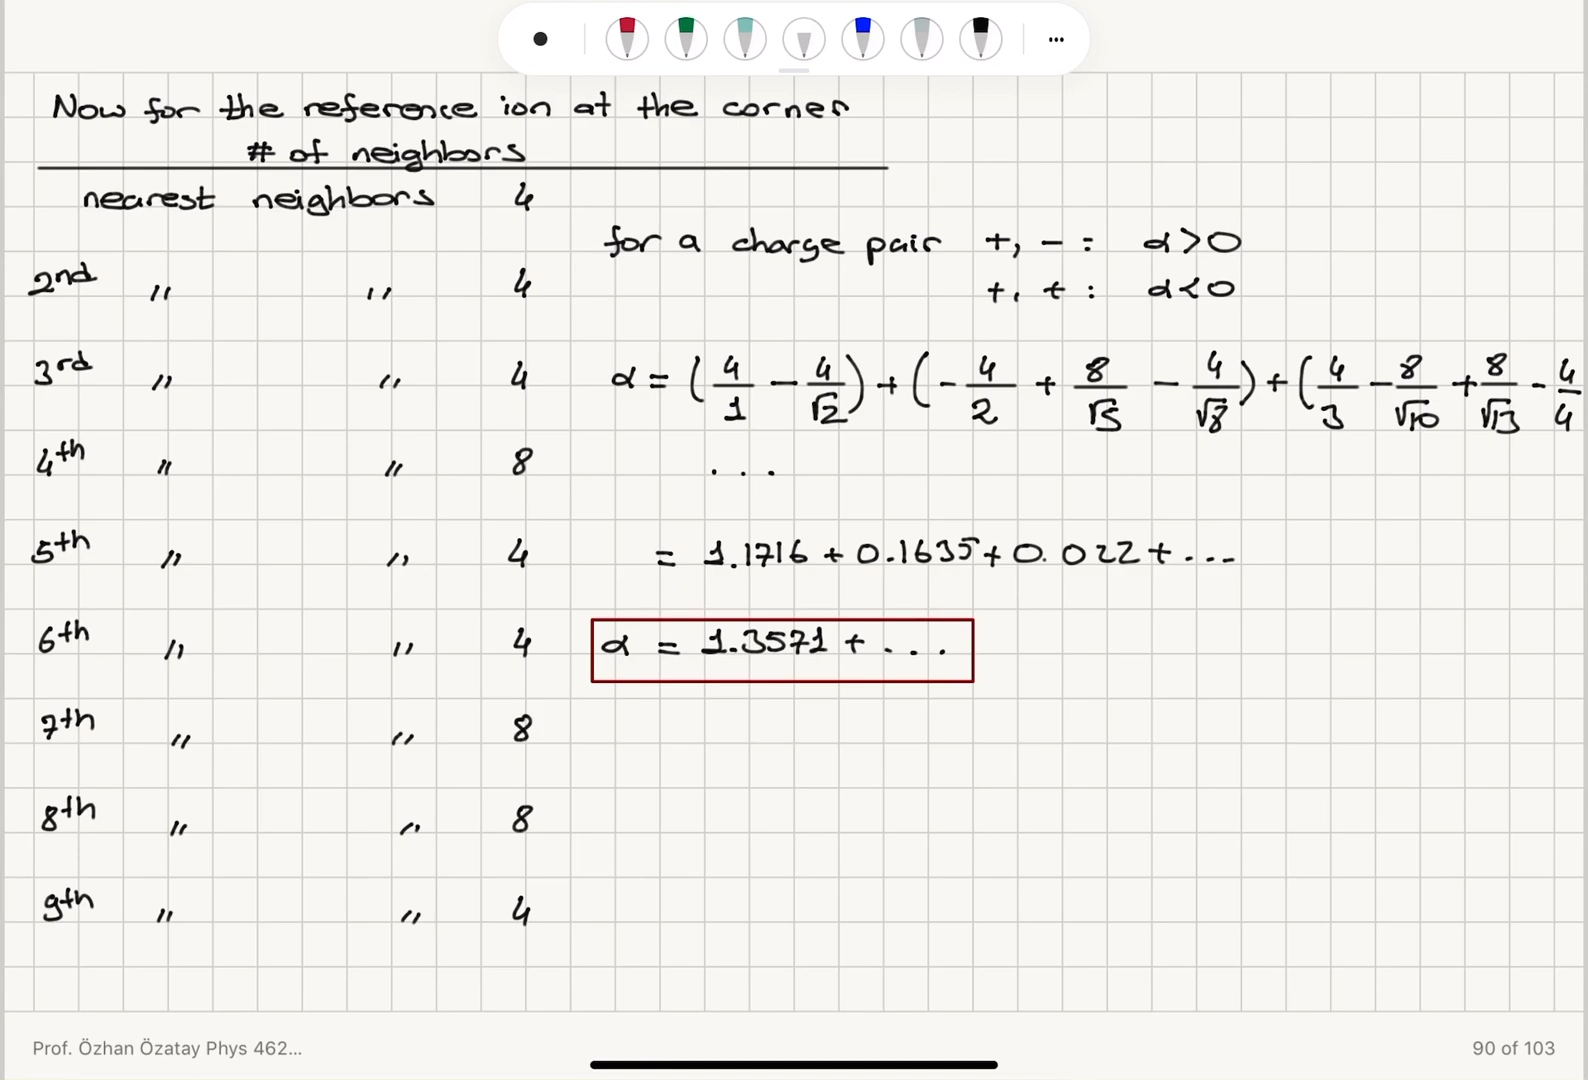 Now for the reference ion at the corner
# of neighbors
nearest neighbors 4
for a charge pair +, - : α>0
2nd " " 4
+, + : α<0
3rd " " 4
α = (4/1 - 4/√2) + (-4/2 + 8/√5 - 4/√8) + (4/3 - 8/√10 + 8/√13 - 4/4
4th " " 8
...
5th " " 4
= 1.1716 + 0.1635 + 0.022 + ...
6th " " 4
α = 1.3571 + ...
7th " " 8
8th " " 8
9th " " 4
Prof. Özhan Özatay Phys 462...
90 of 103